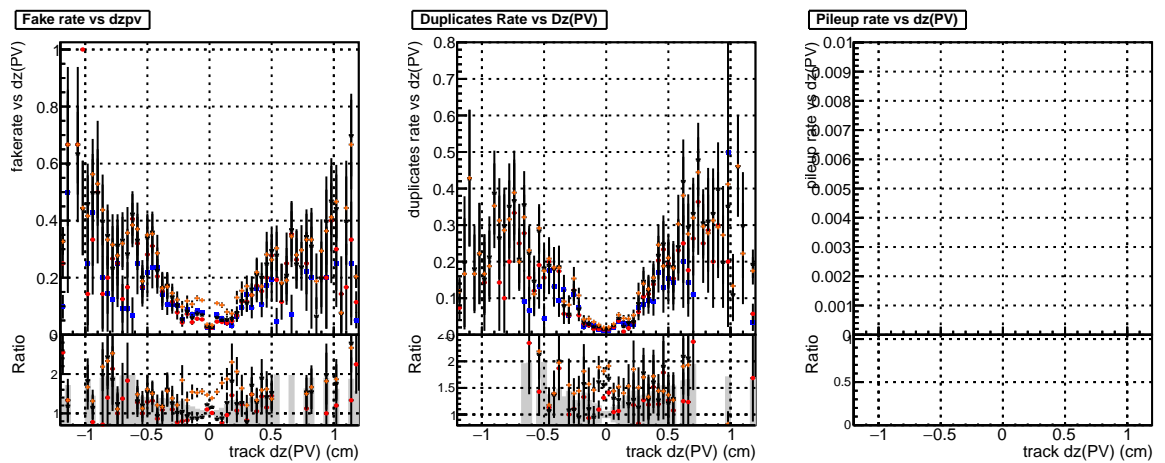 Fake rate vs dzpv
fakerate vs dz(PV)
1
0.8
0.6
0.4
0.2
0
Ratio
2
1
−1 −0.5 0 0.5 1
track dz(PV) (cm)
Duplicates Rate vs Dz(PV)
duplicates rate vs dz(PV)
0.8
0.7
0.6
0.5
0.4
0.3
0.2
0.1
Ratio
2
1.5
1
−1 −0.5 0 0.5 1
track dz(PV) (cm)
Pileup rate vs dz(PV)
pileup rate vs dz(PV)
0.01
0.009
0.008
0.007
0.006
0.005
0.004
0.003
0.002
0.001
0
Ratio
1
0.5
0
−1 −0.5 0 0.5 1
track dz(PV) (cm)